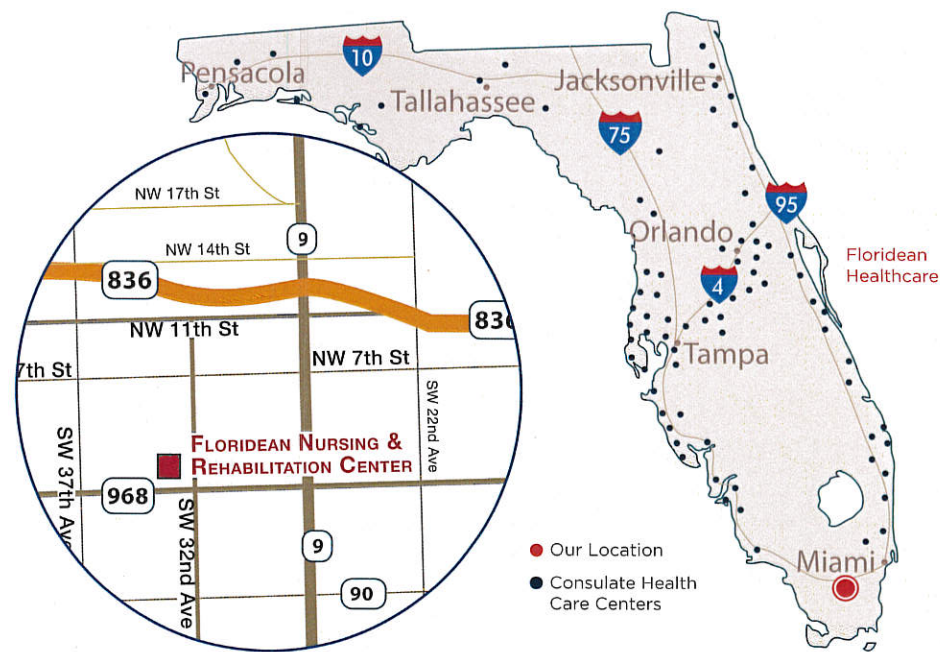 10
Pensacola
Tallahassee
Jacksonville
75
95
Orlando
4
Tampa
Miami
Floridean
Healthcare
NW 17th St
9
NW 14th St
836
836
NW 11th St
NW 7th St
7th St
SW 37th Ave
SW 22nd Ave
FLORIDEAN NURSING &
REHABILITATION CENTER
968
SW 32nd Ave
9
90
Our Location
Consulate Health
Care Centers